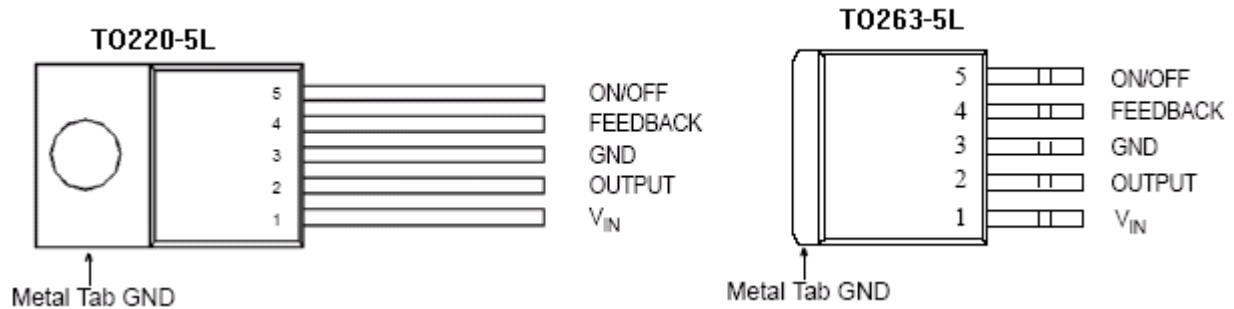 TO220-5L
5 ON/OFF
4 FEEDBACK
3 GND
2 OUTPUT
1 VIN
Metal Tab GND
TO263-5L
5 ON/OFF
4 FEEDBACK
3 GND
2 OUTPUT
1 VIN
Metal Tab GND